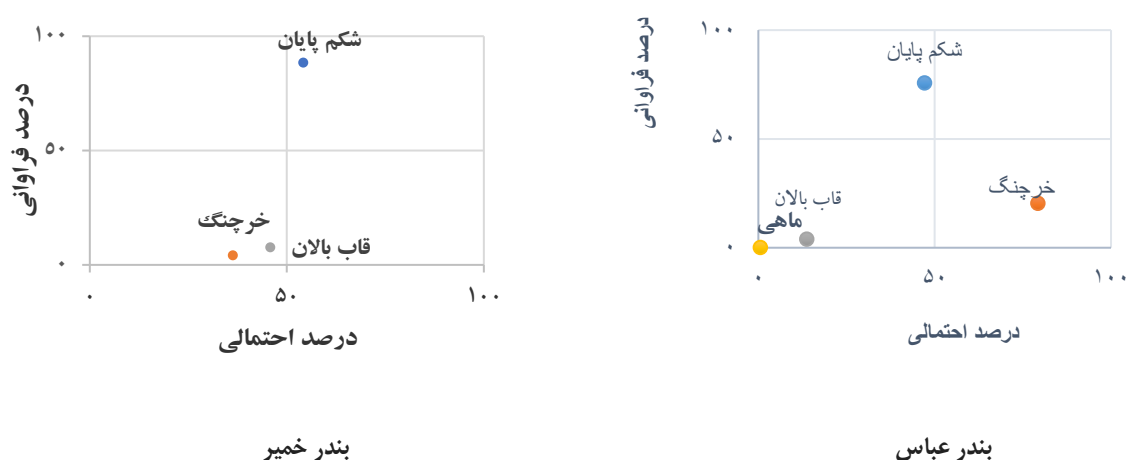 درصد فراوانی
۱۰۰
۵۰
۰
شکم پایان
خرچنگ
قاب بالان
ماهی
۰
۵۰
۱۰۰
درصد احتمالی
بندر عباس
درصد فراوانی
۱۰۰
۵۰
۰
شکم پایان
خرچنگ
قاب بالان
۰
۵۰
۱۰۰
درصد احتمالی
بندر خمیر